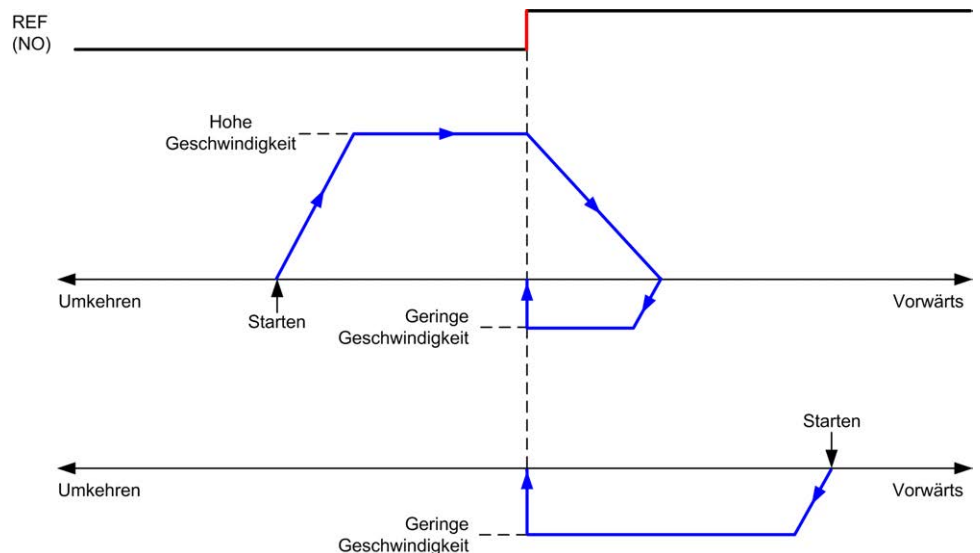 REF
(NO)
Hohe
Geschwindigkeit
Umkehren
Vorwärts
Starten
Geringe
Geschwindigkeit
Starten
Umkehren
Vorwärts
Geringe
Geschwindigkeit